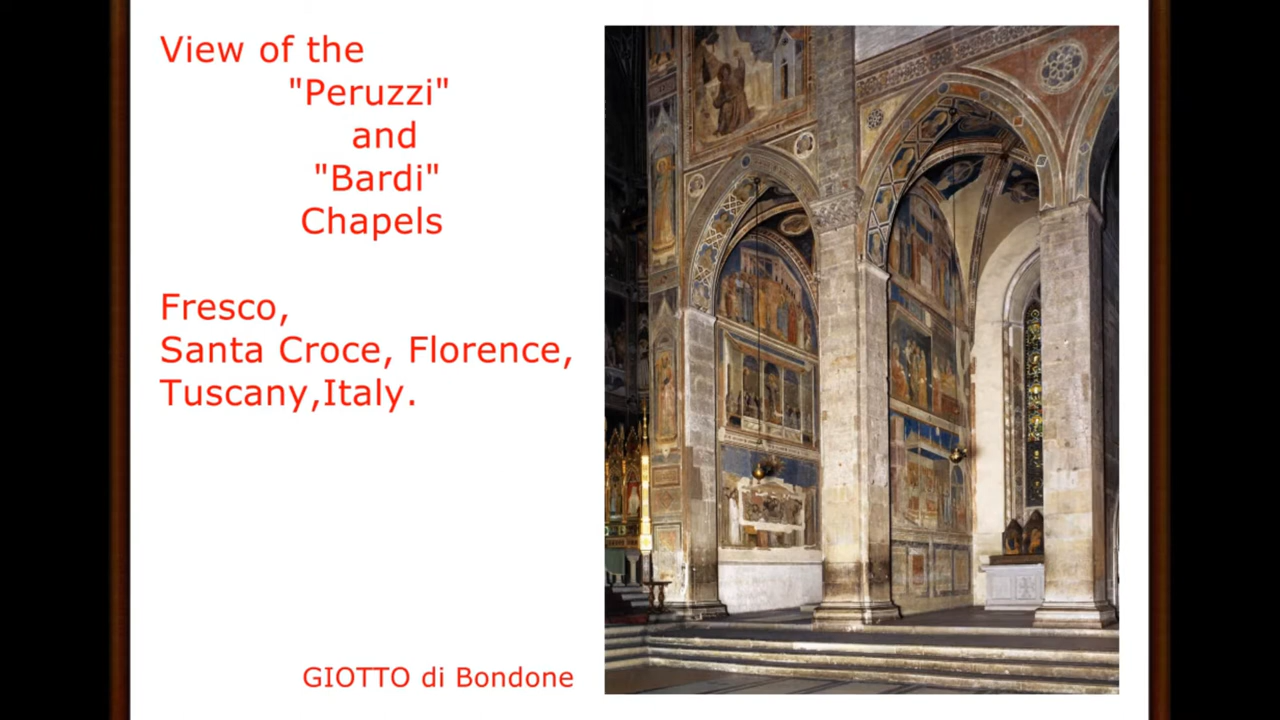 View of the
"Peruzzi"
and
"Bardi"
Chapels
Fresco,
Santa Croce, Florence,
Tuscany,Italy.
GIOTTO di Bondone